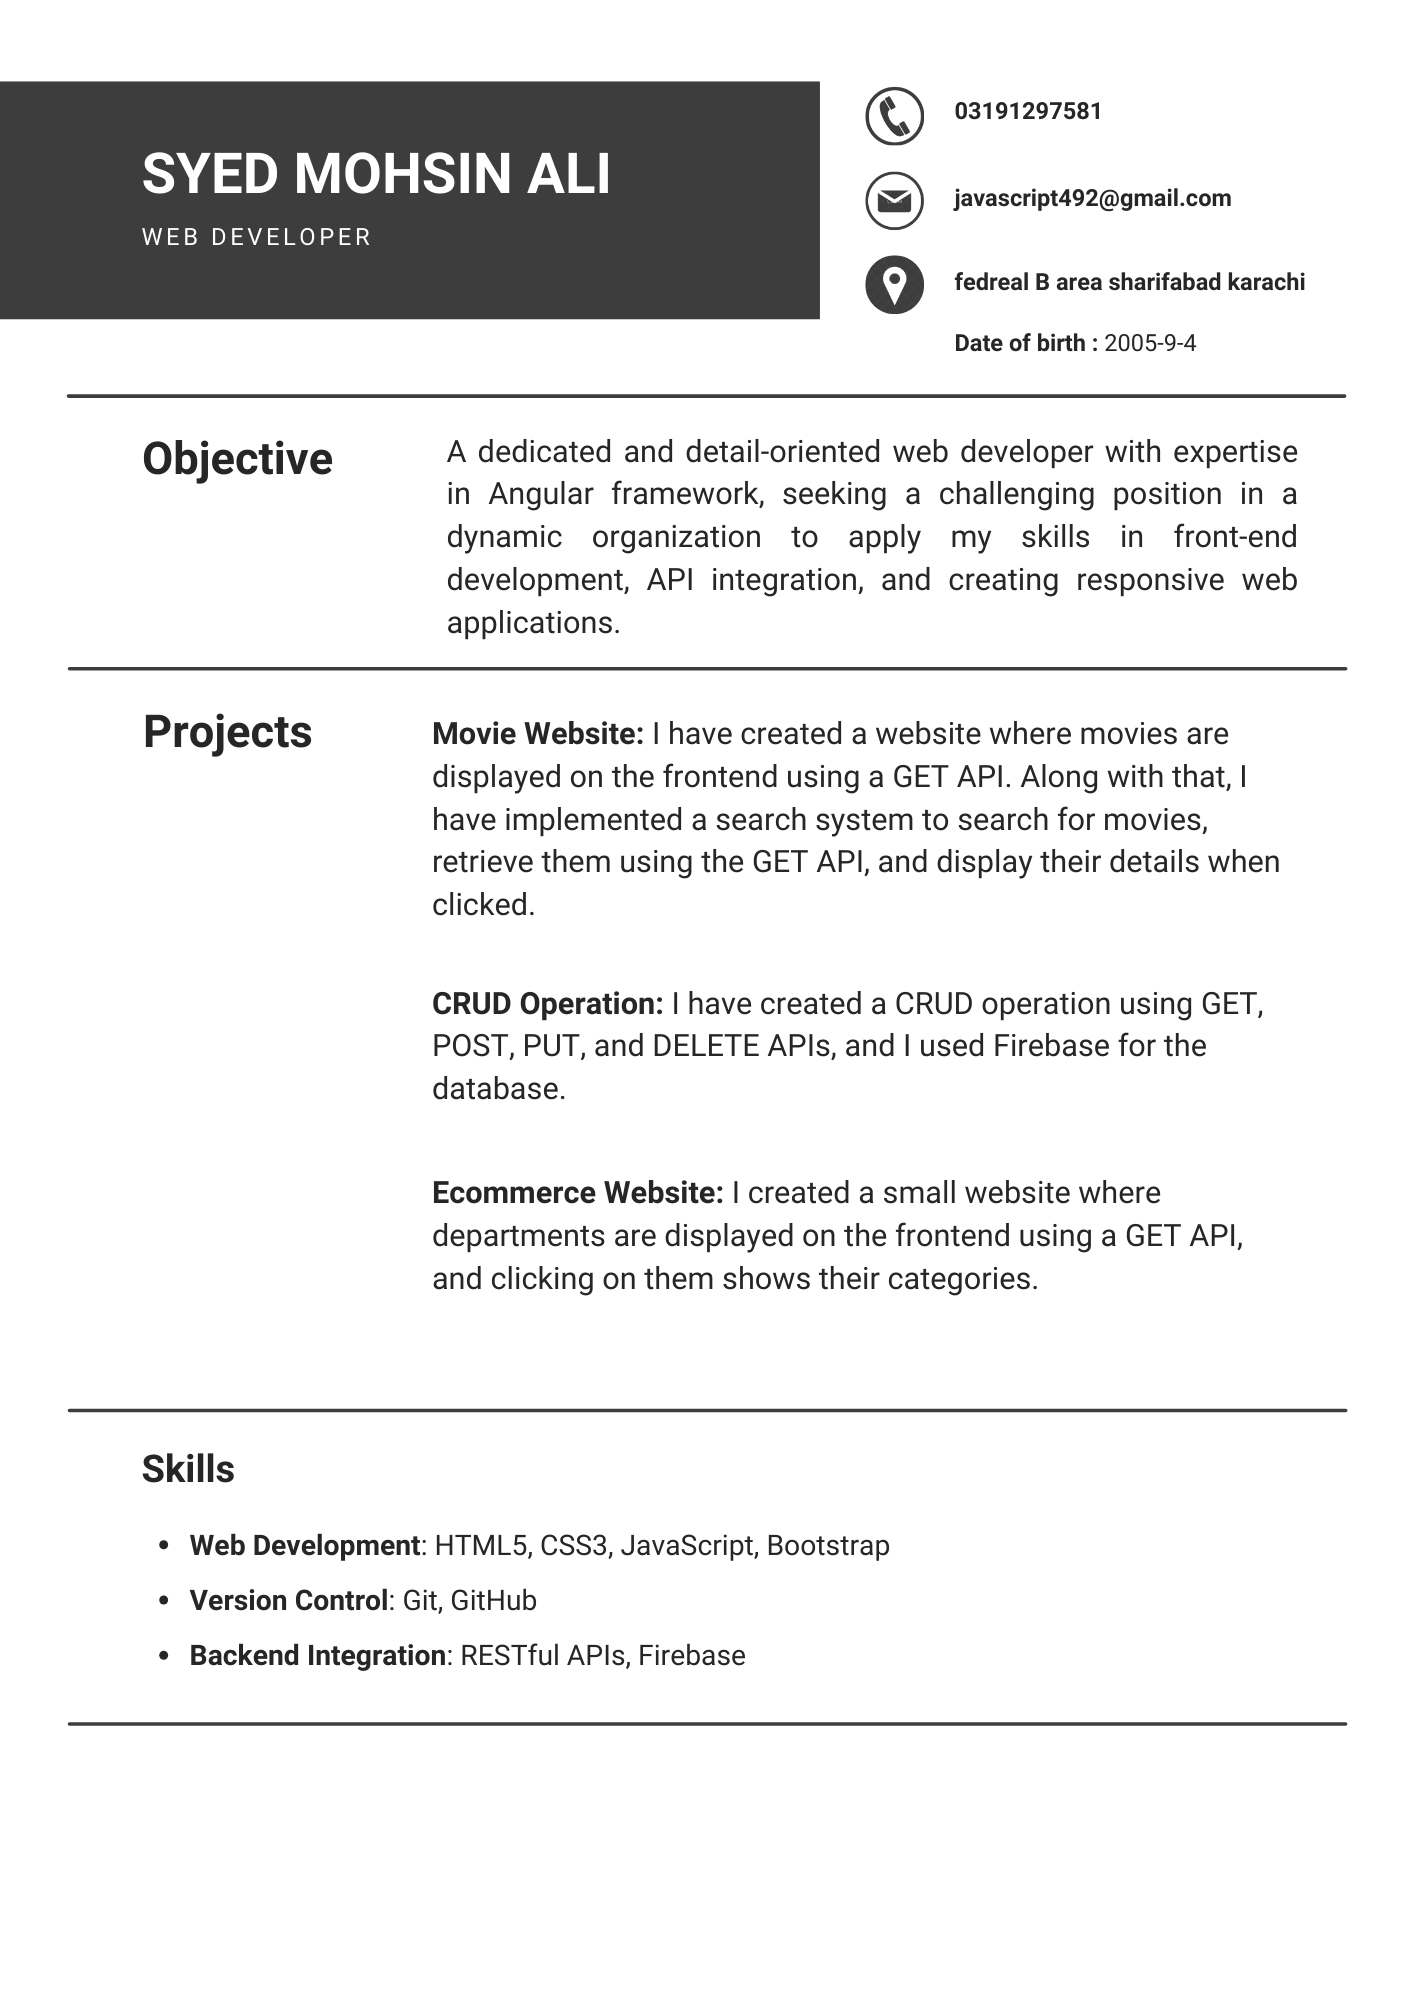 SYED MOHSIN ALI
WEB DEVELOPER
03191297581
javascript492@gmail.com
fedreal B area sharifabad karachi
Date of birth : 2005-9-4
Objective
A dedicated and detail-oriented web developer with expertise
in Angular framework, seeking a challenging position in a
dynamic organization to apply my skills in front-end
development, API integration, and creating responsive web
applications.
Projects
Movie Website: I have created a website where movies are
displayed on the frontend using a GET API. Along with that, I
have implemented a search system to search for movies,
retrieve them using the GET API, and display their details when
clicked.
CRUD Operation: I have created a CRUD operation using GET,
POST, PUT, and DELETE APIs, and I used Firebase for the
database.
Ecommerce Website: I created a small website where
departments are displayed on the frontend using a GET API,
and clicking on them shows their categories.
Skills
• Web Development: HTML5, CSS3, JavaScript, Bootstrap
• Version Control: Git, GitHub
• Backend Integration: RESTful APIs, Firebase